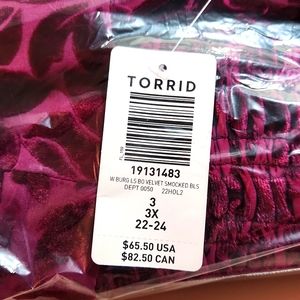 TORRID
19131483
W BURG LS BO VELVET SMOCKED BLS
DEPT 0050 22HOL2
3
3X
22-24
$65.50 USA
$82.50 CAN